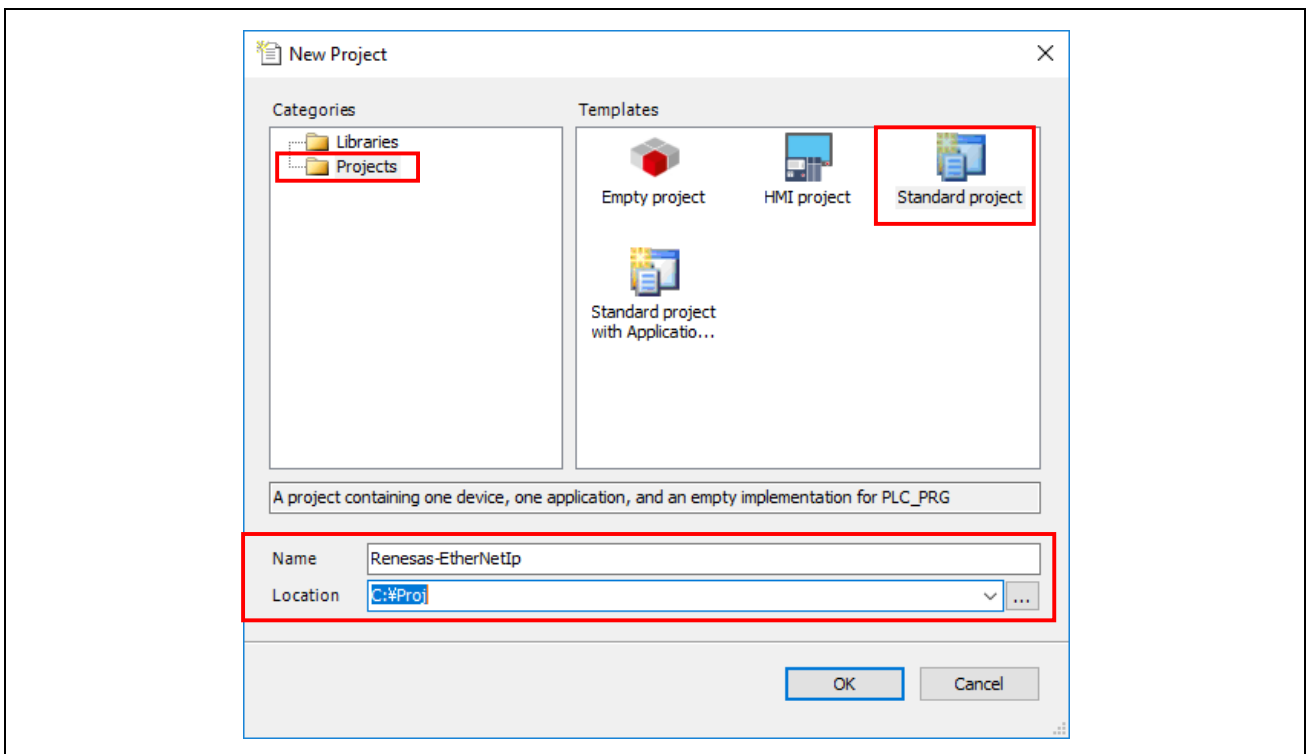 New Project
Categories
Templates
Libraries
Projects
Empty project
HMI project
Standard project
Standard project
with Applicatio...
A project containing one device, one application, and an empty implementation for PLC_PRG
Name
Renesas-EtherNetIp
Location
C:¥Proj
...
OK
Cancel